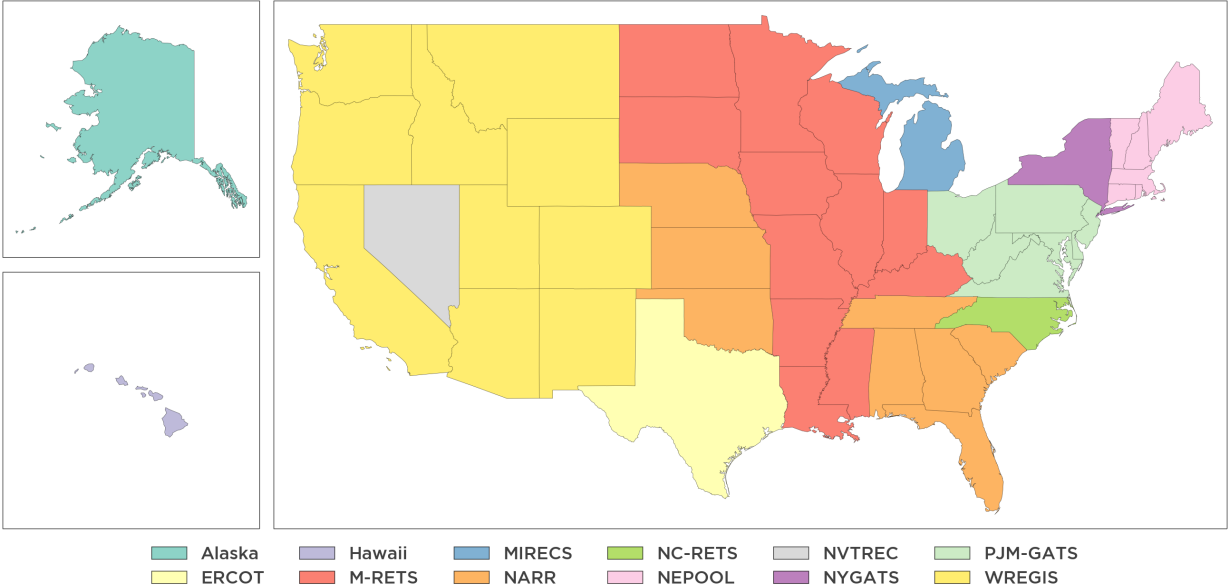 Alaska Hawaii MIRECS NC-RETS NVTREC PJM-GATS
ERCOT M-RETS NARR NEPOOL NYGATS WREGIS